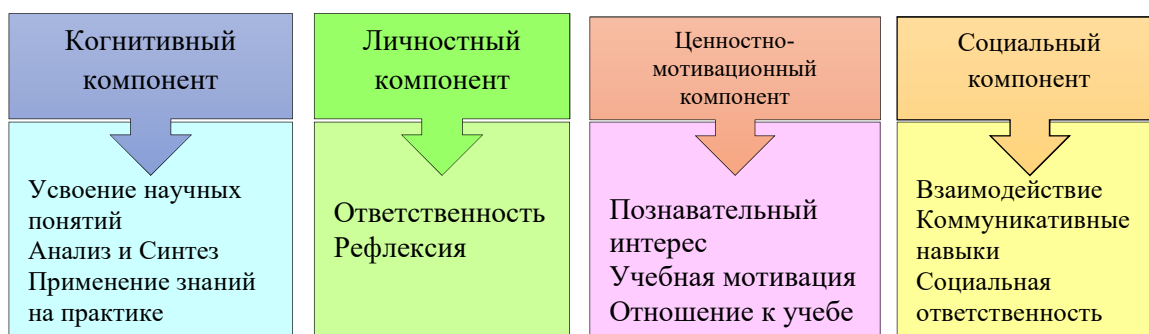 Когнитивный
компонент
Усвоение научных
понятий
Анализ и Синтез
Применение знаний
на практике
Личностный
компонент
Ответственность
Рефлексия
Ценностно-
мотивационный
компонент
Познавательный
интерес
Учебная мотивация
Отношение к учебе
Социальный
компонент
Взаимодействие
Коммуникативные
навыки
Социальная
ответственность